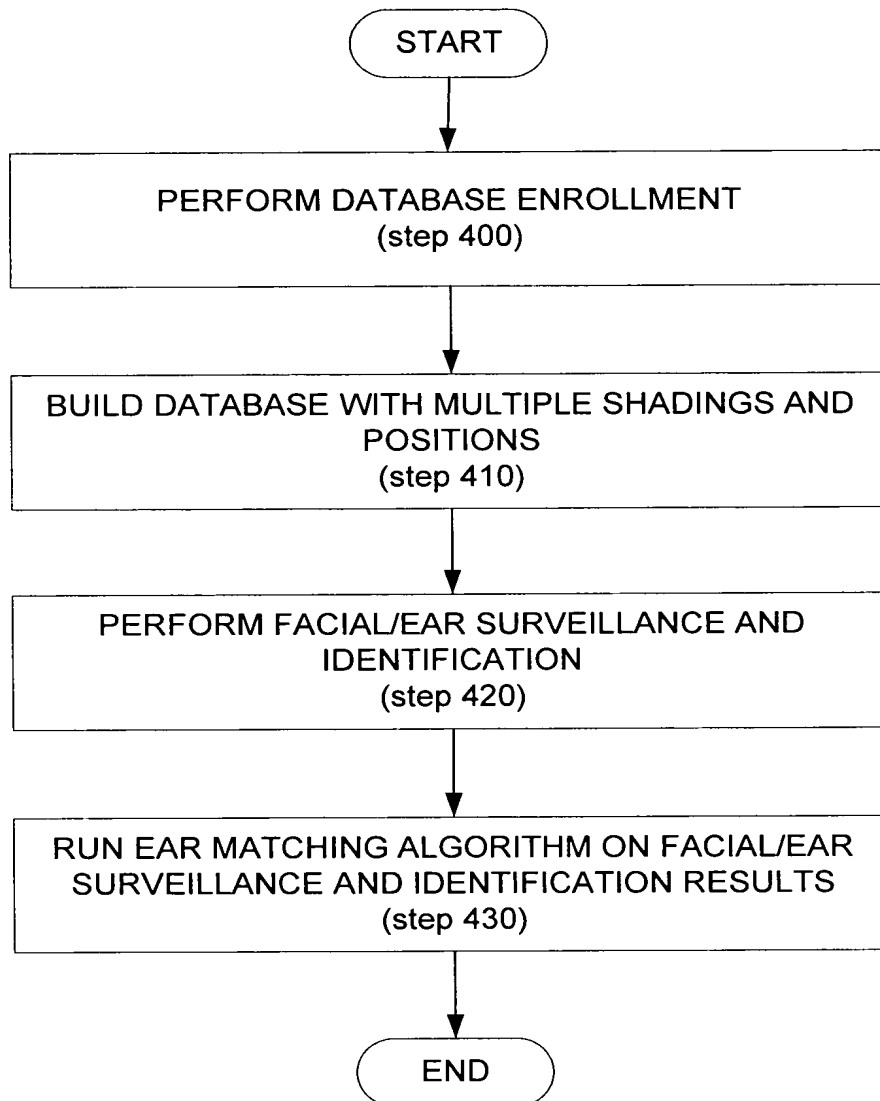 START
PERFORM DATABASE ENROLLMENT
(step 400)
BUILD DATABASE WITH MULTIPLE SHADINGS AND
POSITIONS
(step 410)
PERFORM FACIAL/EAR SURVEILLANCE AND
IDENTIFICATION
(step 420)
RUN EAR MATCHING ALGORITHM ON FACIAL/EAR
SURVEILLANCE AND IDENTIFICATION RESULTS
(step 430)
END